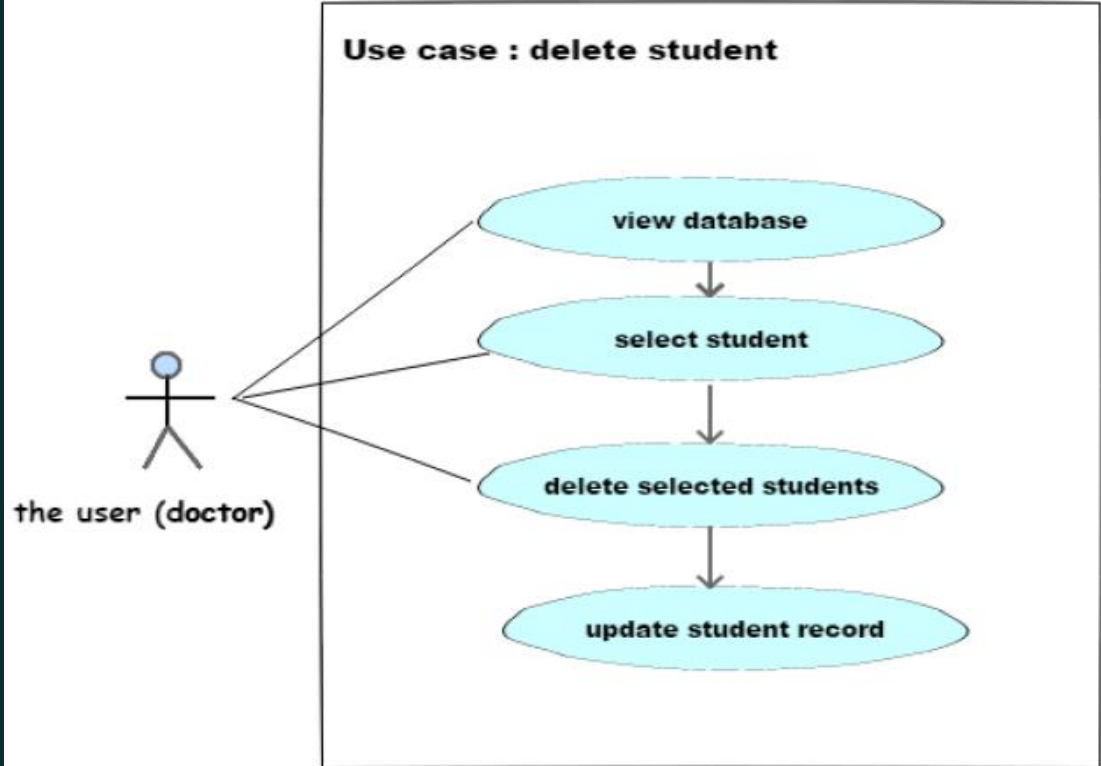 Use case : delete student
view database
select student
delete selected students
the user (doctor)
update student record